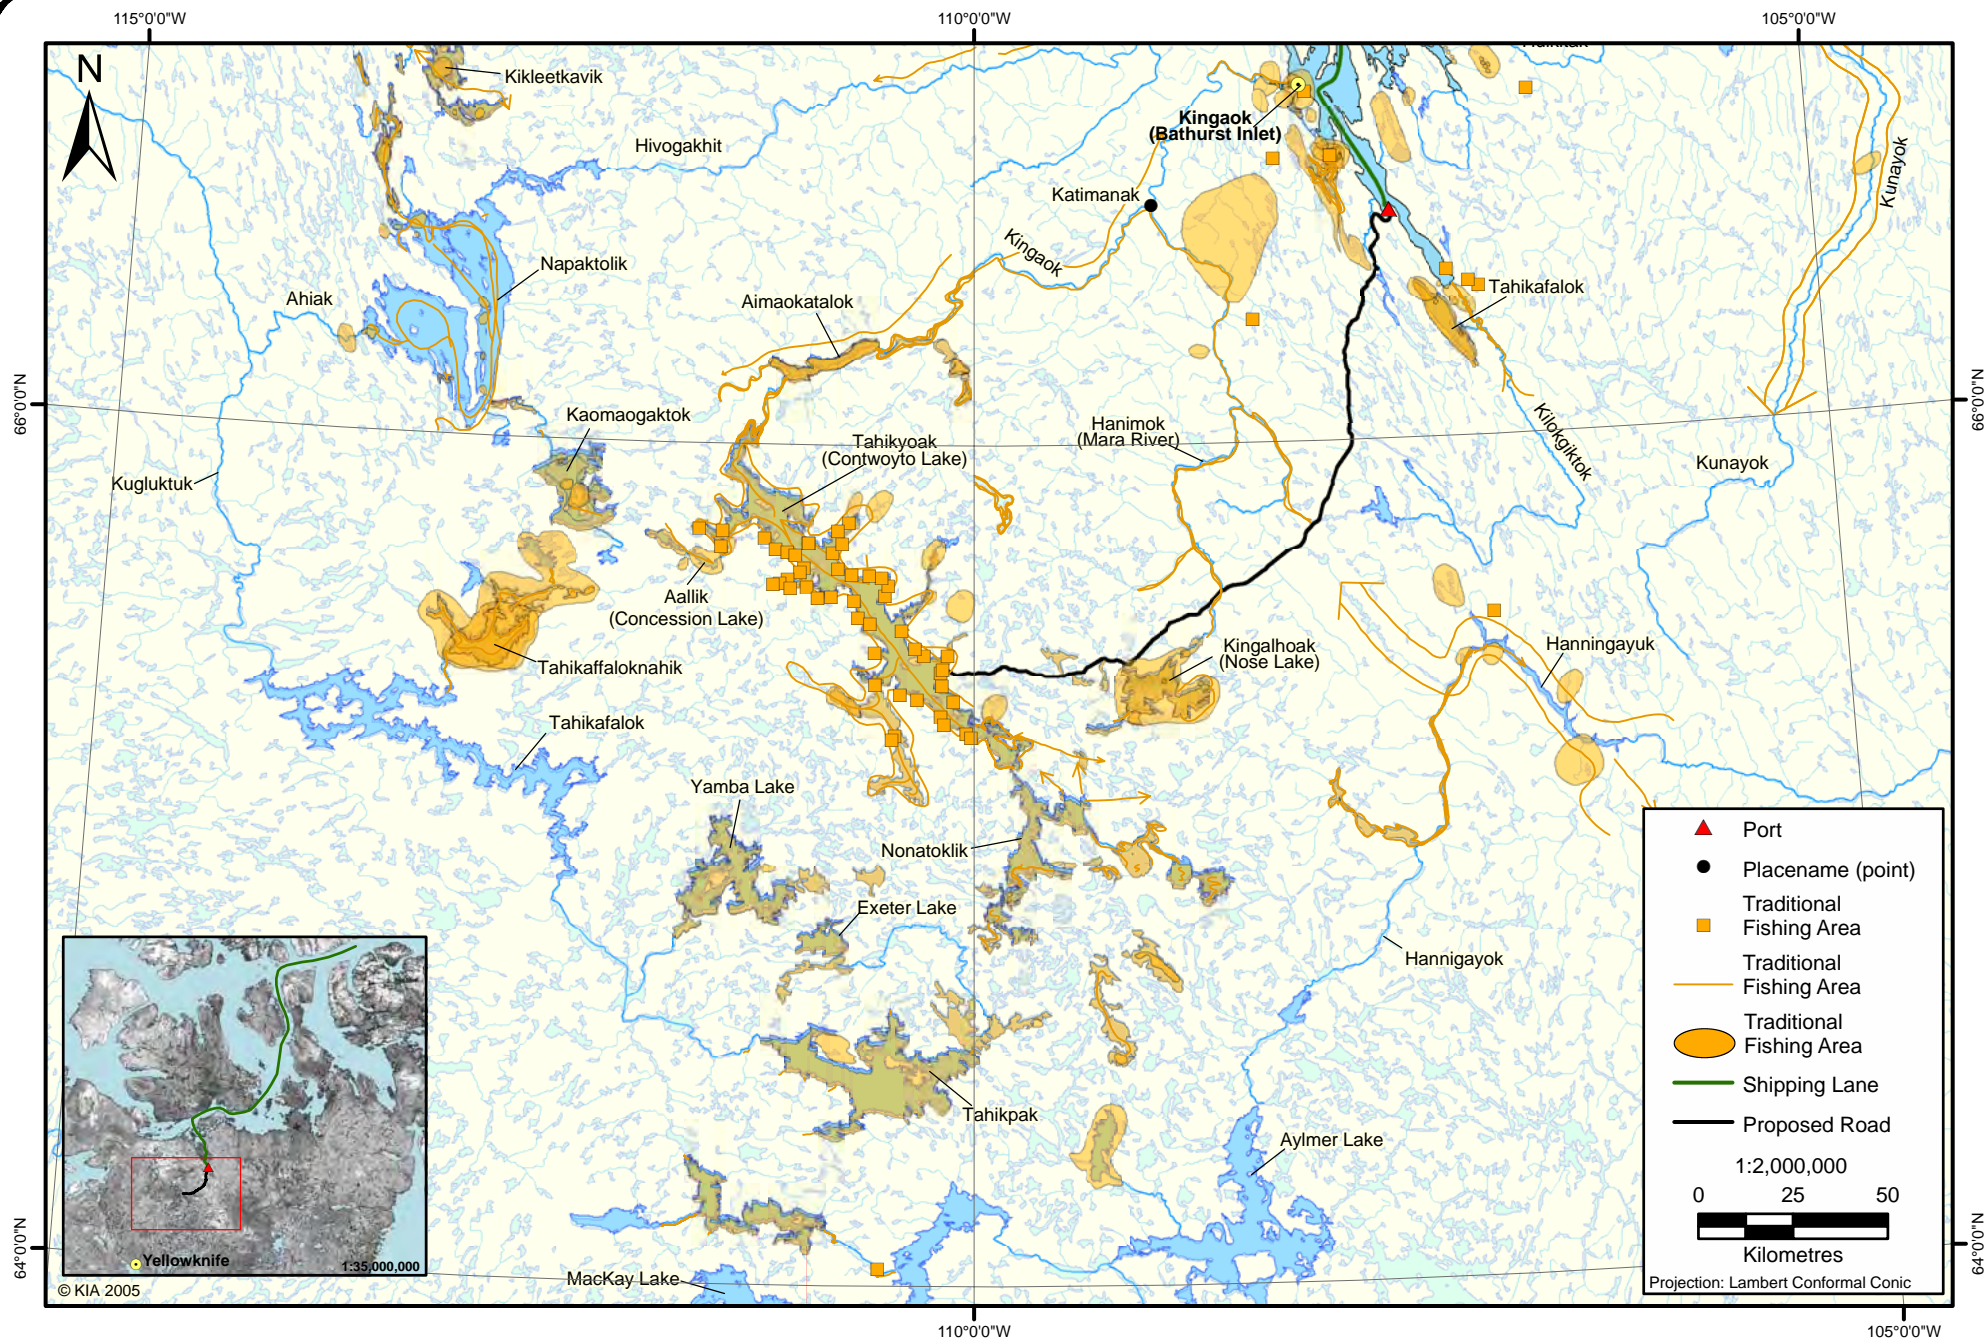 115°0'0"W
110°0'0"W
105°0'0"W
N
Kikleetkavik
Hivogakhit
Kingaok
(Bathurst Inlet)
Katimanak
Kingaok
Kunayok
Napaktolik
Ahiak
Aimaokatalok
Tahikafalok
66°0'0"N
66°0'0"N
Kaomaogaktok
Tahikyoak
(Contwoyto Lake)
Hanimok
(Mara River)
Kilokgiktok
Kunayok
Kugluktuk
Aallik
(Concession Lake)
Tahikaffaloknahik
Kingalhoak
(Nose Lake)
Hanningayuk
Tahikafalok
Yamba Lake
Nonatoklik
Exeter Lake
Hannigayok
Tahikpak
Aylmer Lake
MacKay Lake
Port
Placename (point)
Traditional
Fishing Area
Traditional
Fishing Area
Traditional
Fishing Area
Shipping Lane
Proposed Road
1:2,000,000
0 25 50
Kilometres
Projection: Lambert Conformal Conic
Yellowknife
1:35,000,000
© KIA 2005
64°0'0"N
64°0'0"N
110°0'0"W
105°0'0"W